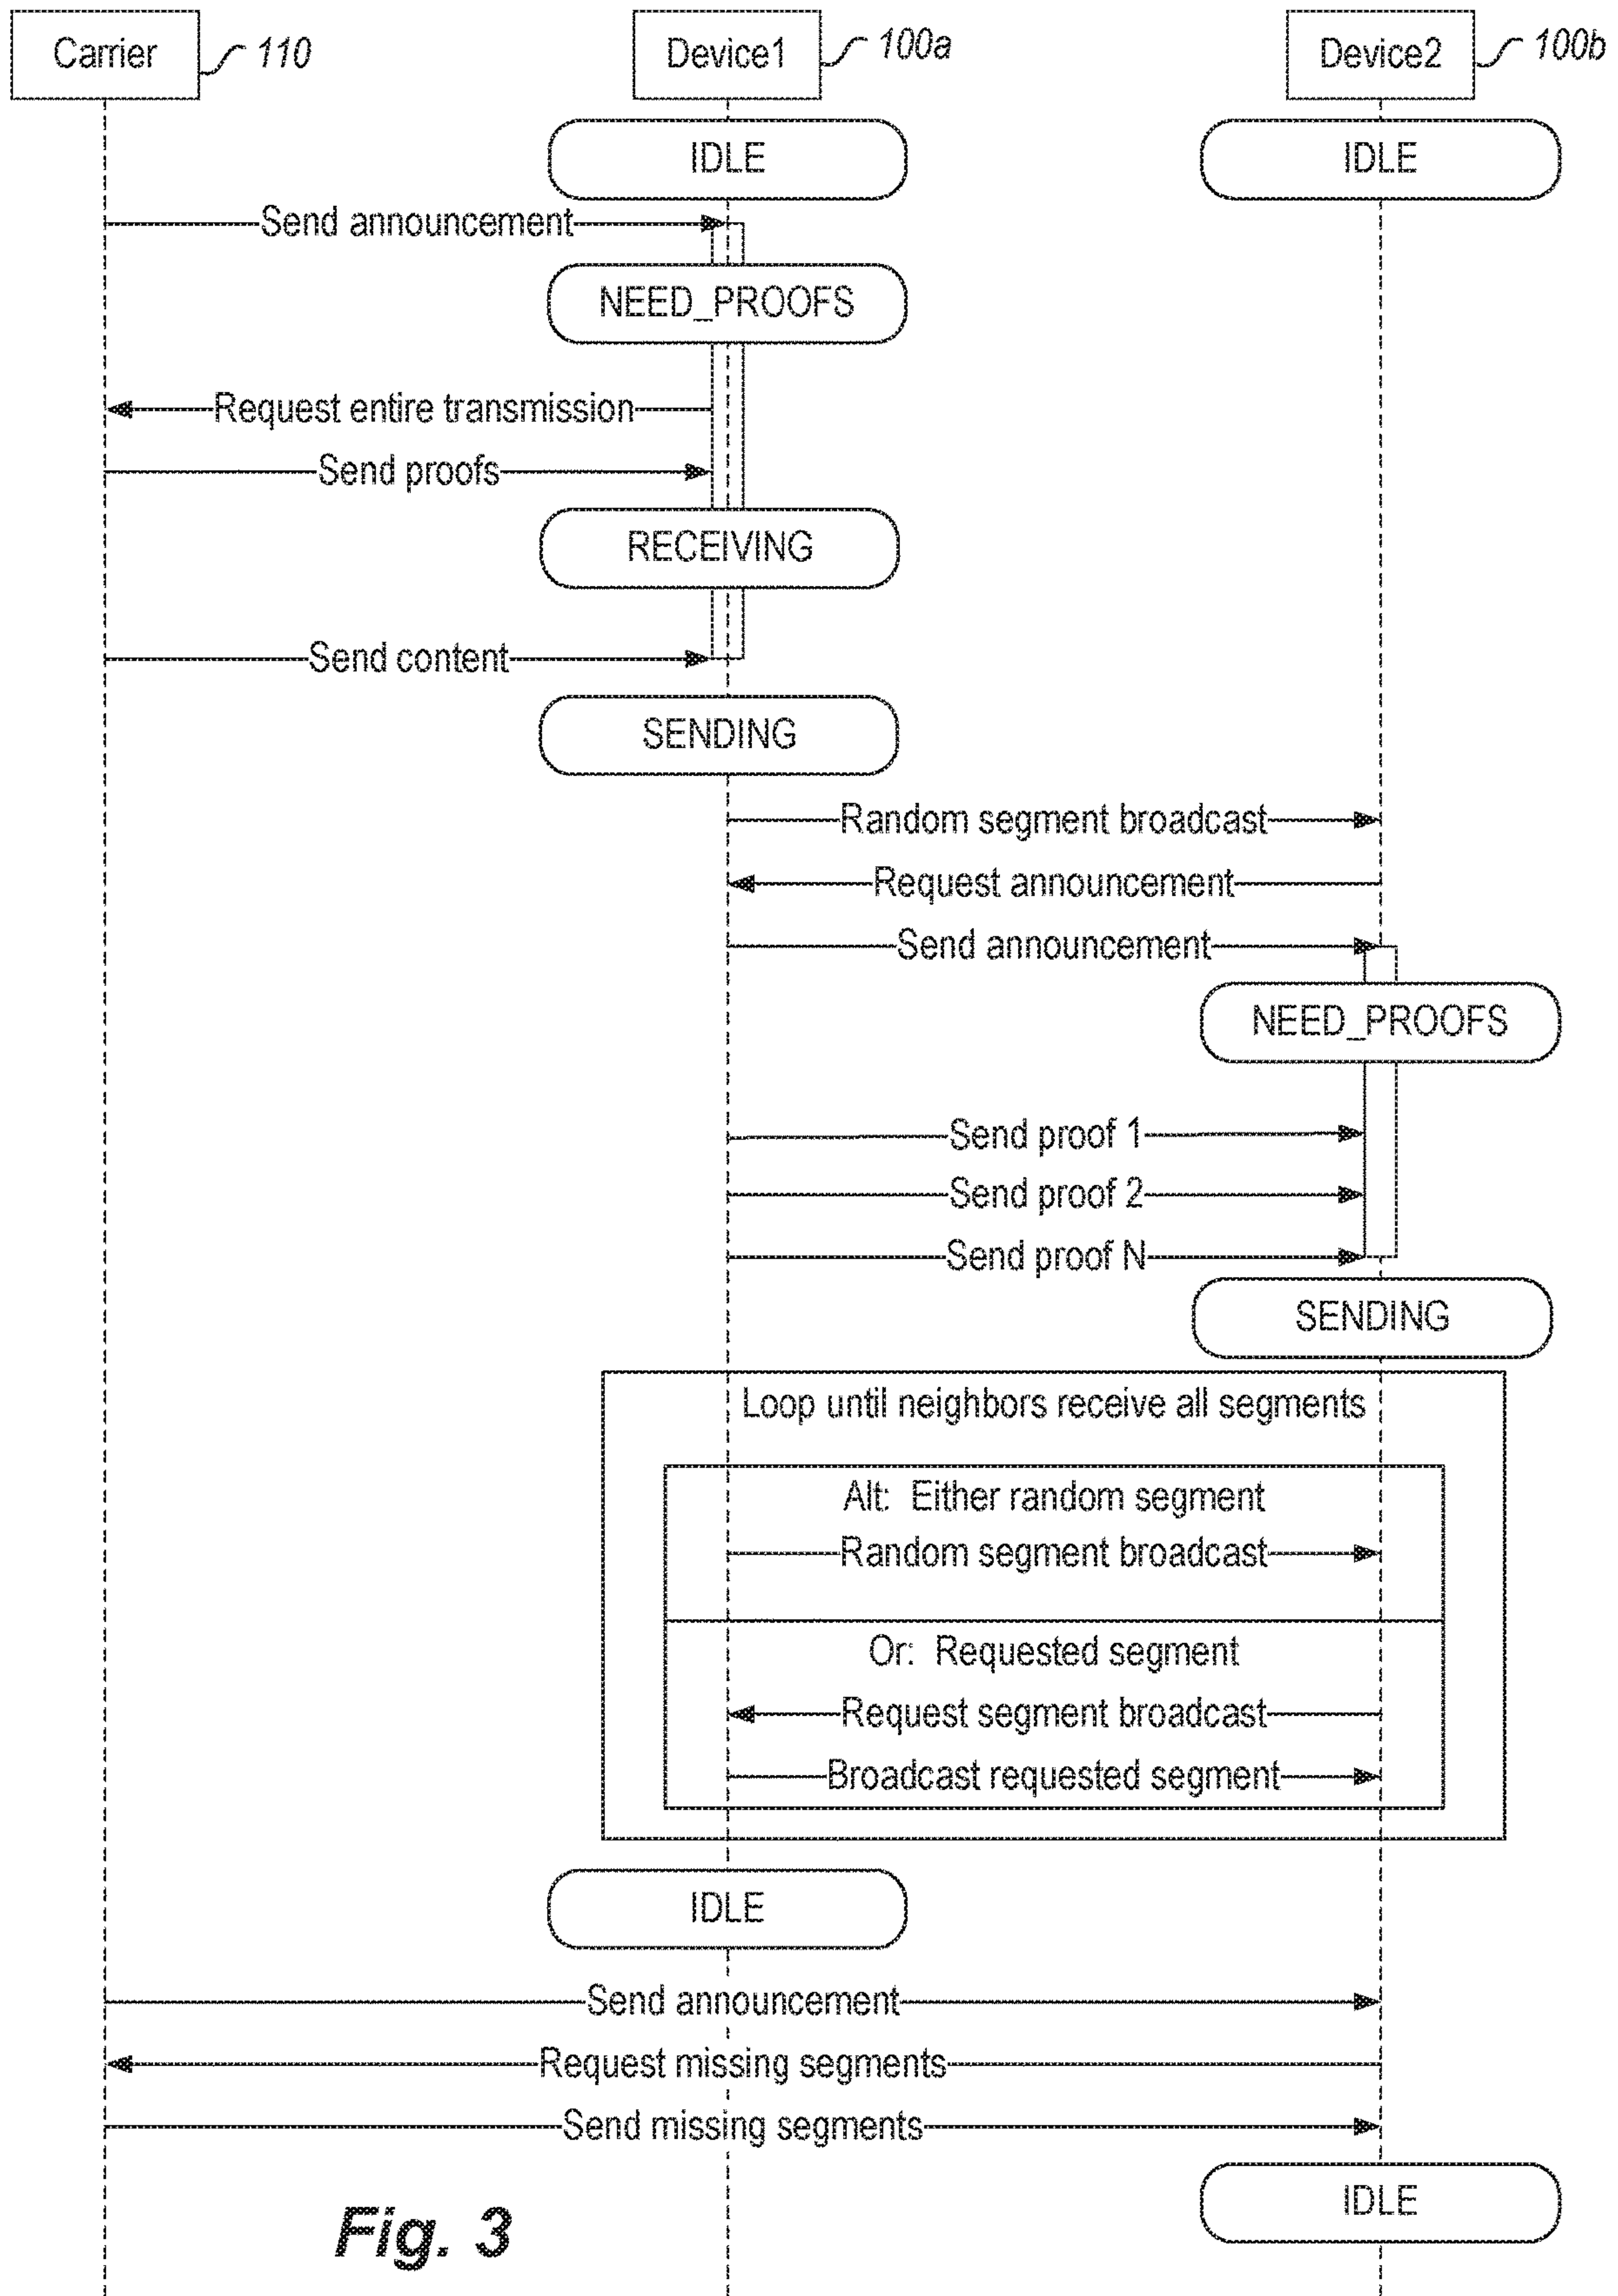 Carrier 110 Device1 100a Device2 100b
IDLE IDLE
Send announcement
NEED_PROOFS
Request entire transmission
Send proofs
RECEIVING
Send content
SENDING
Random segment broadcast
Request announcement
Send announcement
NEED_PROOFS
Send proof 1
Send proof 2
Send proof N
SENDING
Loop until neighbors receive all segments
Alt: Either random segment
Random segment broadcast
Or: Requested segment
Request segment broadcast
Broadcast requested segment
IDLE
Send announcement
Request missing segments
Send missing segments
IDLE
Fig. 3